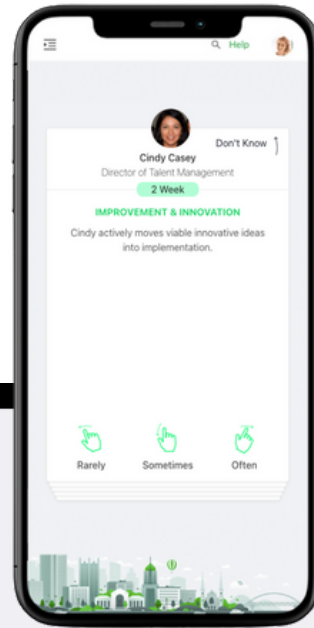 Help
Don't Know
Cindy Casey
Director of Talent Management
2 Week
IMPROVEMENT & INNOVATION
Cindy actively moves viable innovative ideas
into implementation.
Rarely
Sometimes
Often